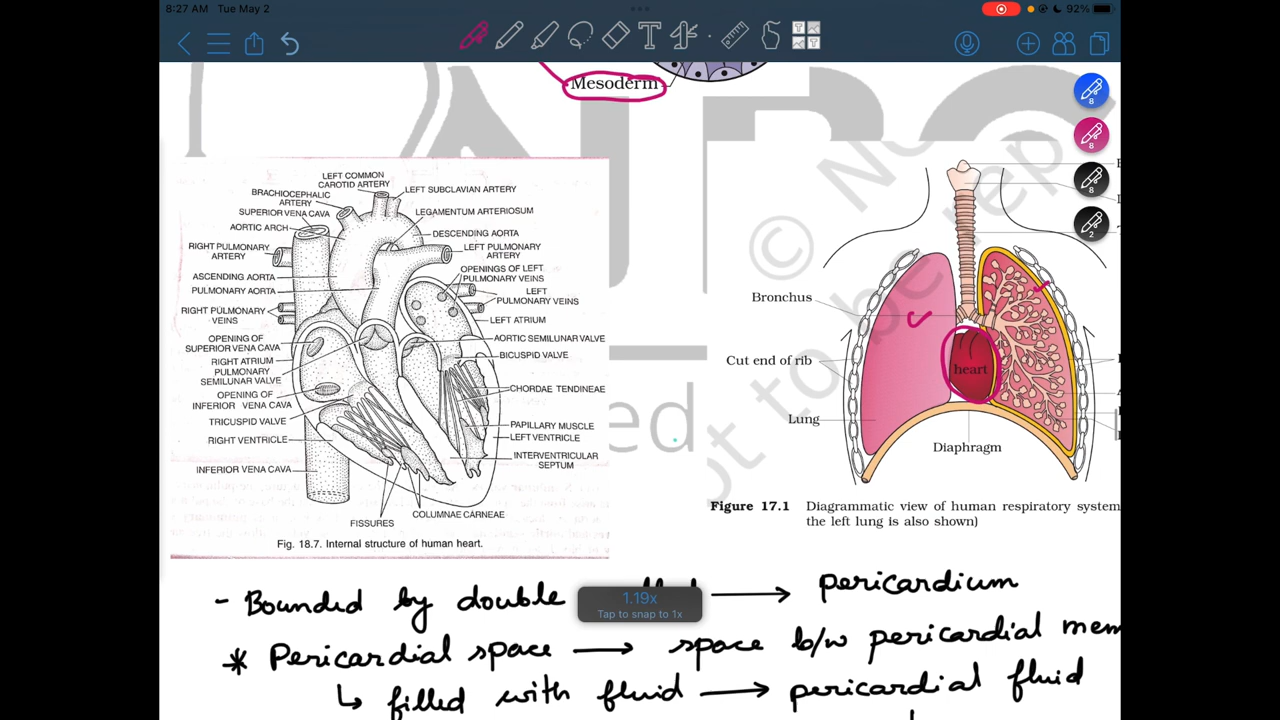 8:27 AM Tue May 2
92%
Mesoderm
8
8
8
2
LEFT COMMON
CAROTID ARTERY
BRACHIOCEPHALIC
ARTERY
LEFT SUBCLAVIAN ARTERY
SUPERIOR VENA CAVA
LEGAMENTUM ARTERIOSUM
AORTIC ARCH
DESCENDING AORTA
RIGHT PULMONARY
ARTERY
LEFT PULMONARY
ARTERY
OPENINGS OF LEFT
PULMONARY VEINS
ASCENDING AORTA
PULMONARY AORTA
LEFT
PULMONARY VEINS
RIGHT PULMONARY
VEINS
LEFT ATRIUM
OPENING OF
SUPERIOR VENA CAVA
AORTIC SEMILUNAR VALVE
BICUSPID VALVE
RIGHT ATRIUM
PULMONARY
SEMILUNAR VALVE
CHORDAE TENDINEAE
OPENING OF
INFERIOR VENA CAVA
TRICUSPID VALVE
PAPILLARY MUSCLE
LEFT VENTRICLE
RIGHT VENTRICLE
INTERVENTRICULAR
SEPTUM
INFERIOR VENA CAVA
COLUMNAE CARNEAE
FISSURES
Fig. 18.7. Internal structure of human heart.
Bronchus
Cut end of rib
heart
Lung
Diaphragm
Figure 17.1 Diagrammatic view of human respiratory system
the left lung is also shown)
- Bounded by double → pericardium
1.19x
Tap to snap to 1x
* Pericardial space → space b/w pericardial mem
↳ filled with fluid → pericardial fluid